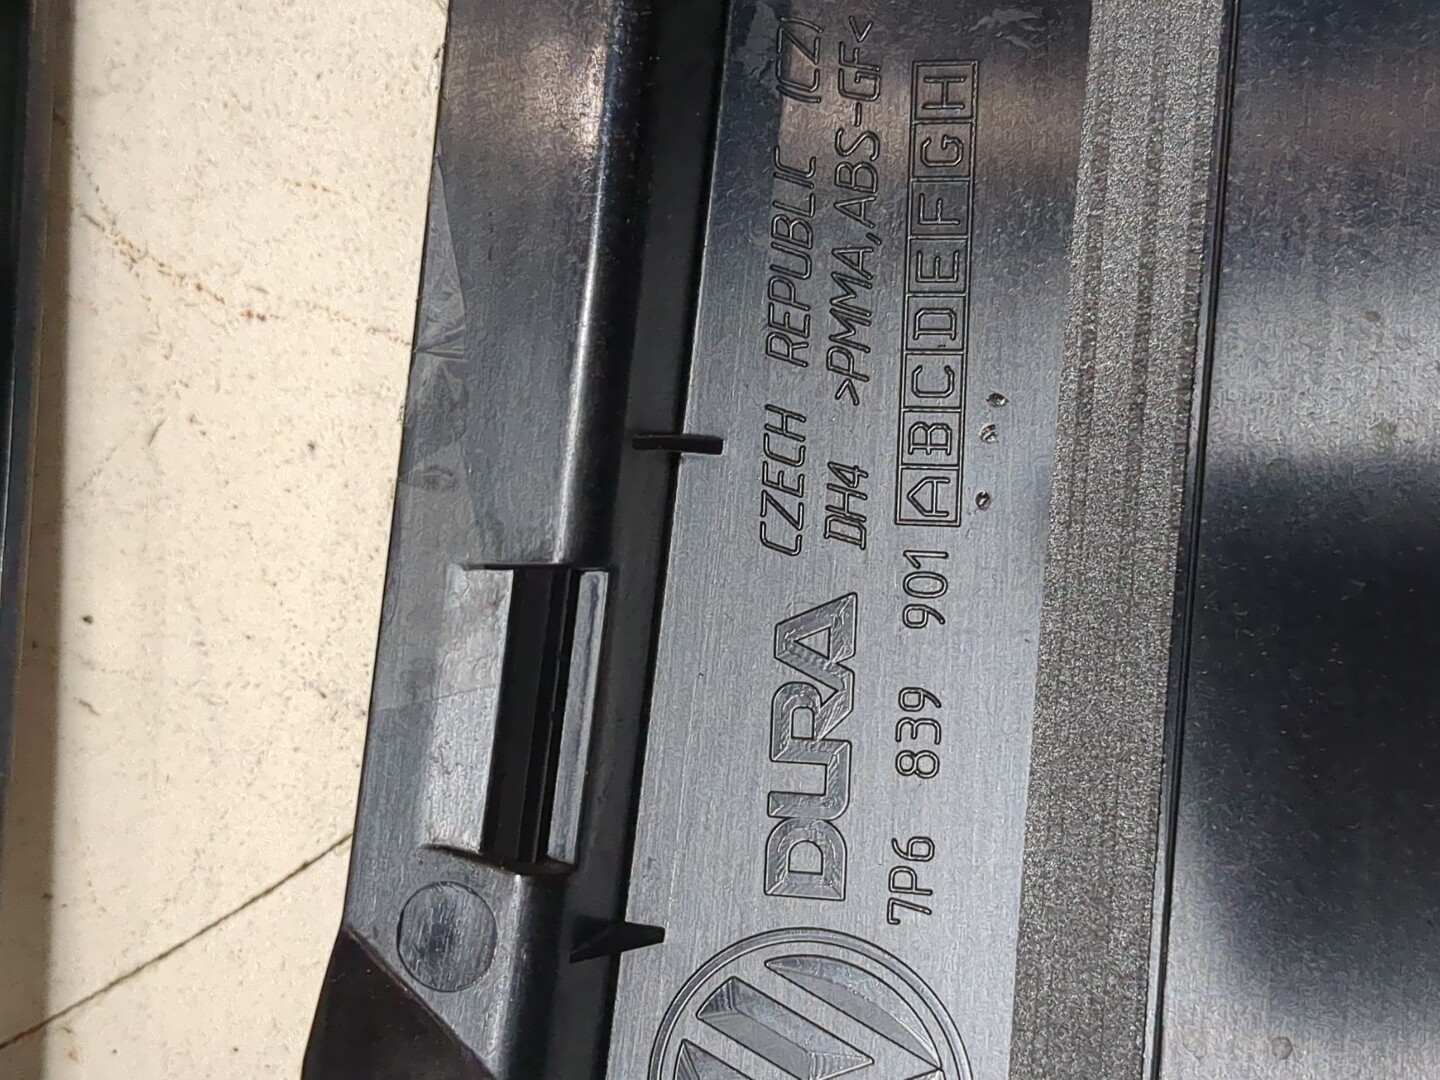 DURA
CZECH REPUBLIC (CZ)
DH4 >PMMA,ABS-GF<
7P6 839 901 A B C D E F G H